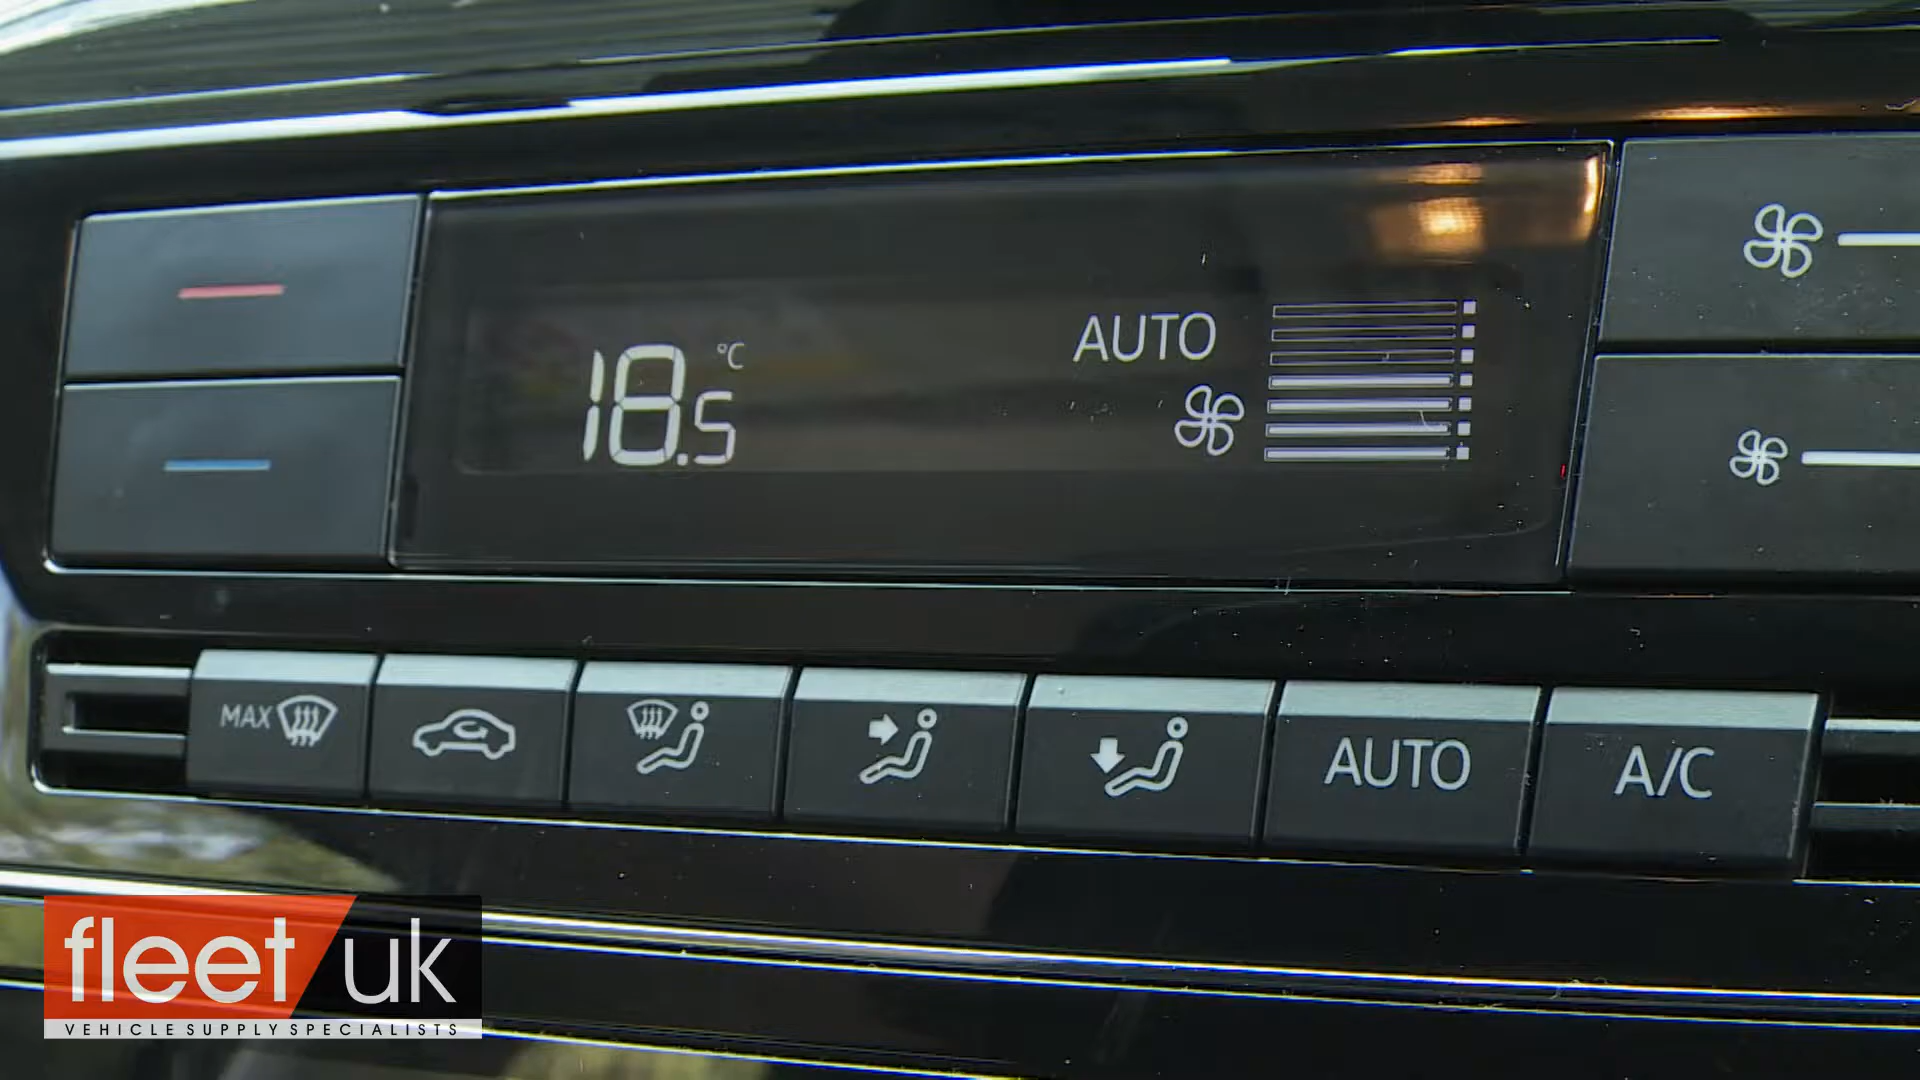 18.5 °C
AUTO
MAX
AUTO
A/C
fleet uk
VEHICLE SUPPLY SPECIALISTS